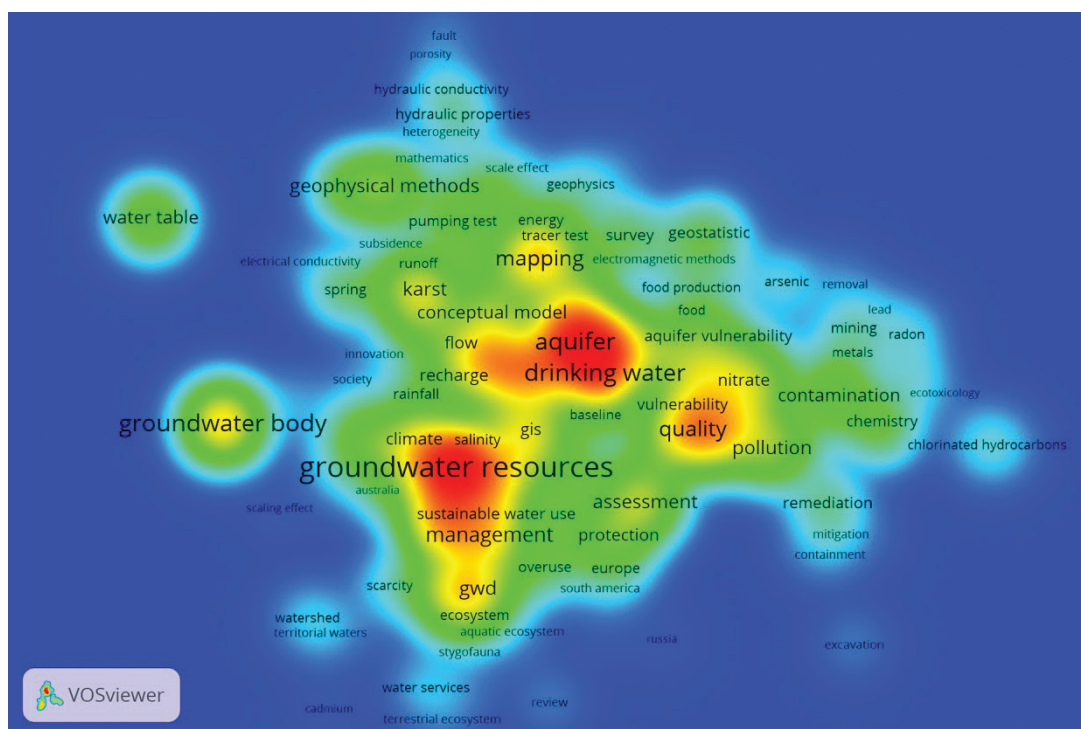 fault
porosity
hydraulic conductivity
hydraulic properties
heterogeneity
mathematics
scale effect
geophysical methods
geophysics
water table
pumping test
energy
tracer test
survey
geostatistic
subsidence
mapping
electrical conductivity
runoff
electromagnetic methods
spring
karst
food production
arsenic
removal
conceptual model
food
lead
aquifer
aquifer vulnerability
mining
radon
flow
innovation
metals
drinking water
society
recharge
nitrate
rainfall
contamination
ecotoxicology
vulnerability
baseline
groundwater body
quality
chemistry
climate
salinity
gis
pollution
chlorinated hydrocarbons
groundwater resources
australia
scaling effect
assessment
remediation
sustainable water use
management
protection
mitigation
containment
overuse
europe
scarcity
gwd
south america
watershed
ecosystem
territorial waters
aquatic ecosystem
russia
excavation
stygofauna
water services
VOSviewer
cadmium
review
terrestrial ecosystem